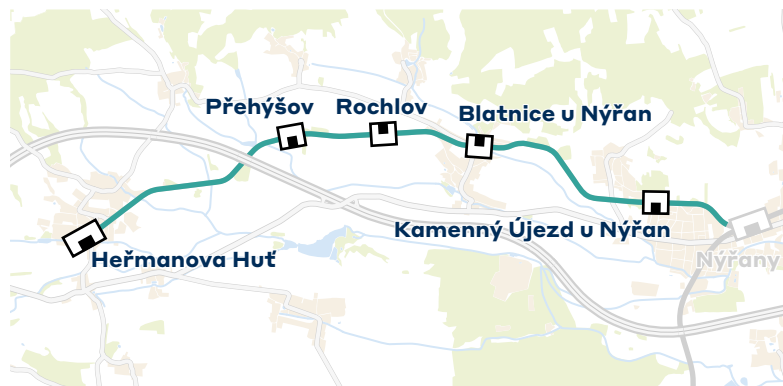 Přehýšov
Rochlov
Blatnice u Nýřan
Kamenný Újezd u Nýřan
Heřmanova Huť
Nýřany